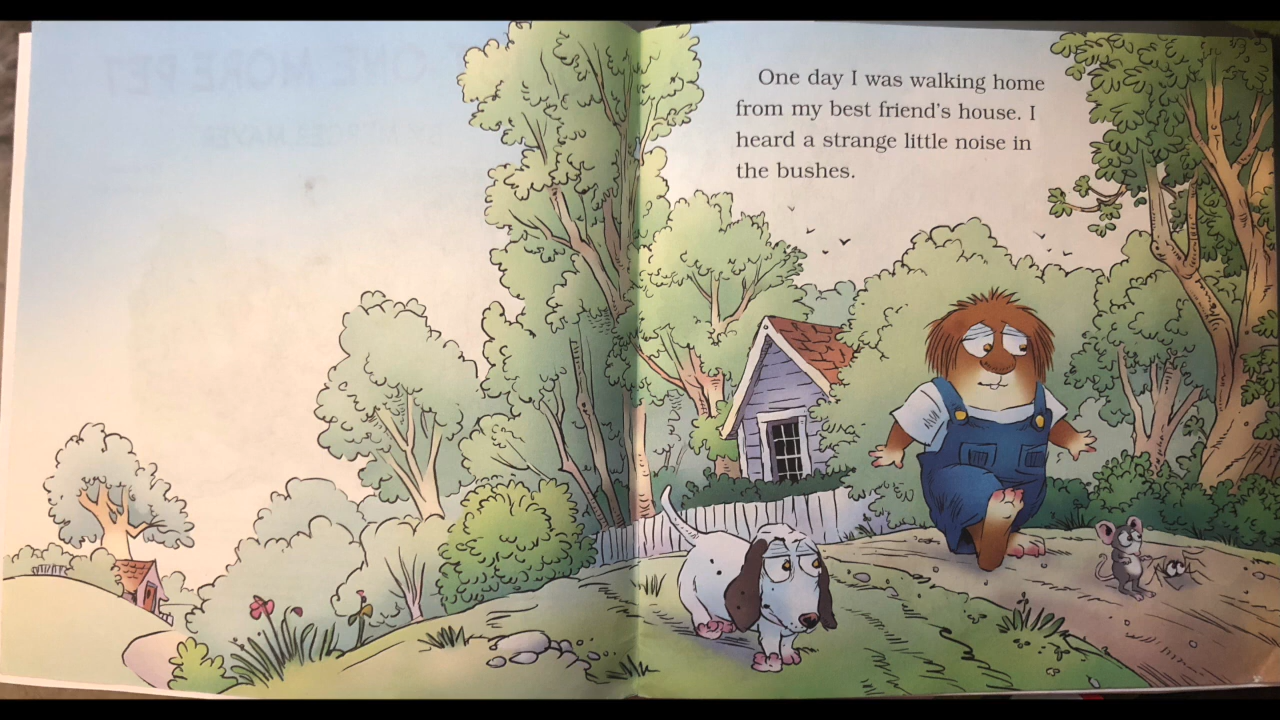 One day I was walking home
from my best friend's house. I
heard a strange little noise in
the bushes.